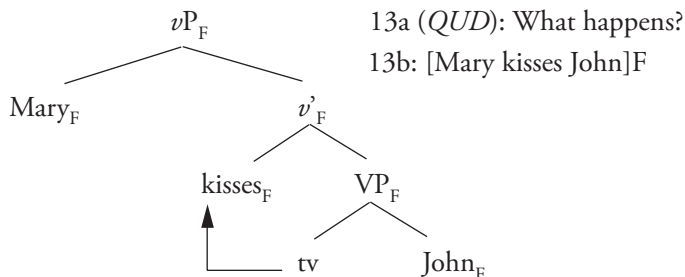 vP_F
13a (QUD): What happens?
13b: [Mary kisses John]F
Mary_F
v'_F
kisses_F VP_F
tv John_F